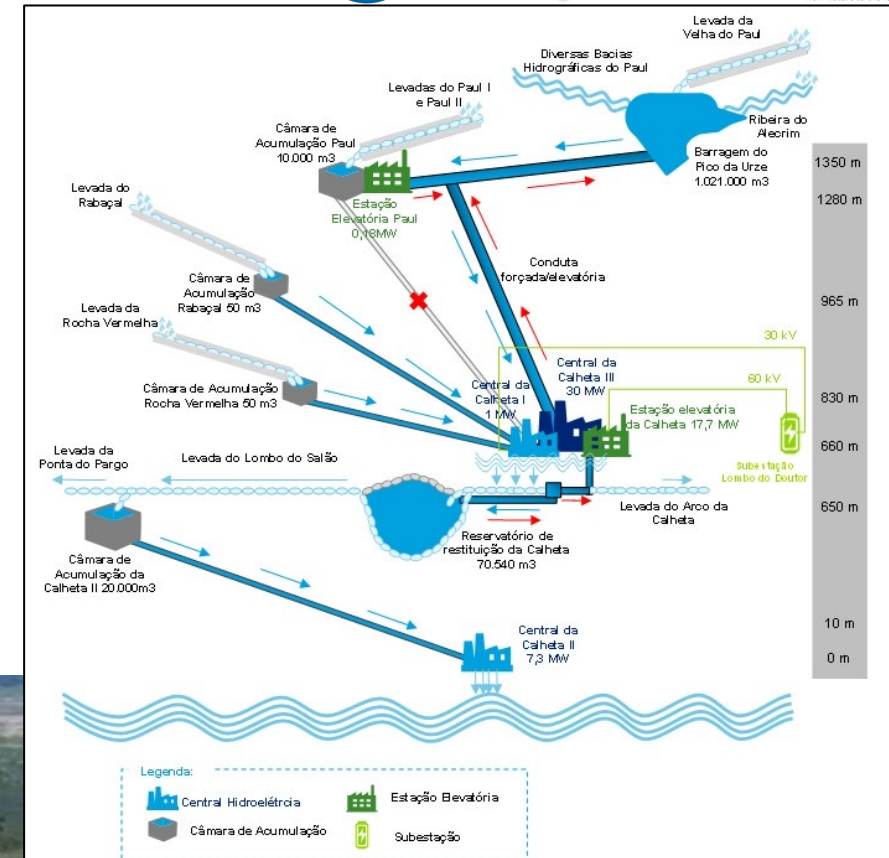 Levada da
Velha do Paul
Diversas Bacias
Hidrográficas do Paul
Levadas do Paul I
e Paul II
Ribeira do
Alecrim
Câmara de
Acumulação Paul
10.000 m3
Barragem do
Pico da Urze
1.021.000 m3
1350 m
1280 m
Estação
Elevatória Paul
0,18MW
Levada do
Rabaçal
Conduta
forçada/elevatória
Câmara de
Acumulação
Rabaçal 50 m3
965 m
Levada da
Rocha Vermelha
30 kV
Central da
Calheta III
30 MW
Central da
Calheta I
1 MW
60 kV
Câmara de Acumulação
Rocha Vermelha 50 m3
830 m
Estação elevatória
da Calheta 17,7 MW
660 m
Subestação
Lombo do Doutor
Levada da
Ponta do Pargo
Levada do Lombo do Salão
Levada do Arco da
Calheta
650 m
Reservatório de
restituição da Calheta
70.540 m3
Câmara de
Acumulação da
Calheta II 20.000m3
10 m
Central da
Calheta II
7,3 MW
0 m
Legenda:
Central Hidroelétrcia
Estação Elevatória
Câmara de Acumulação
Subestação